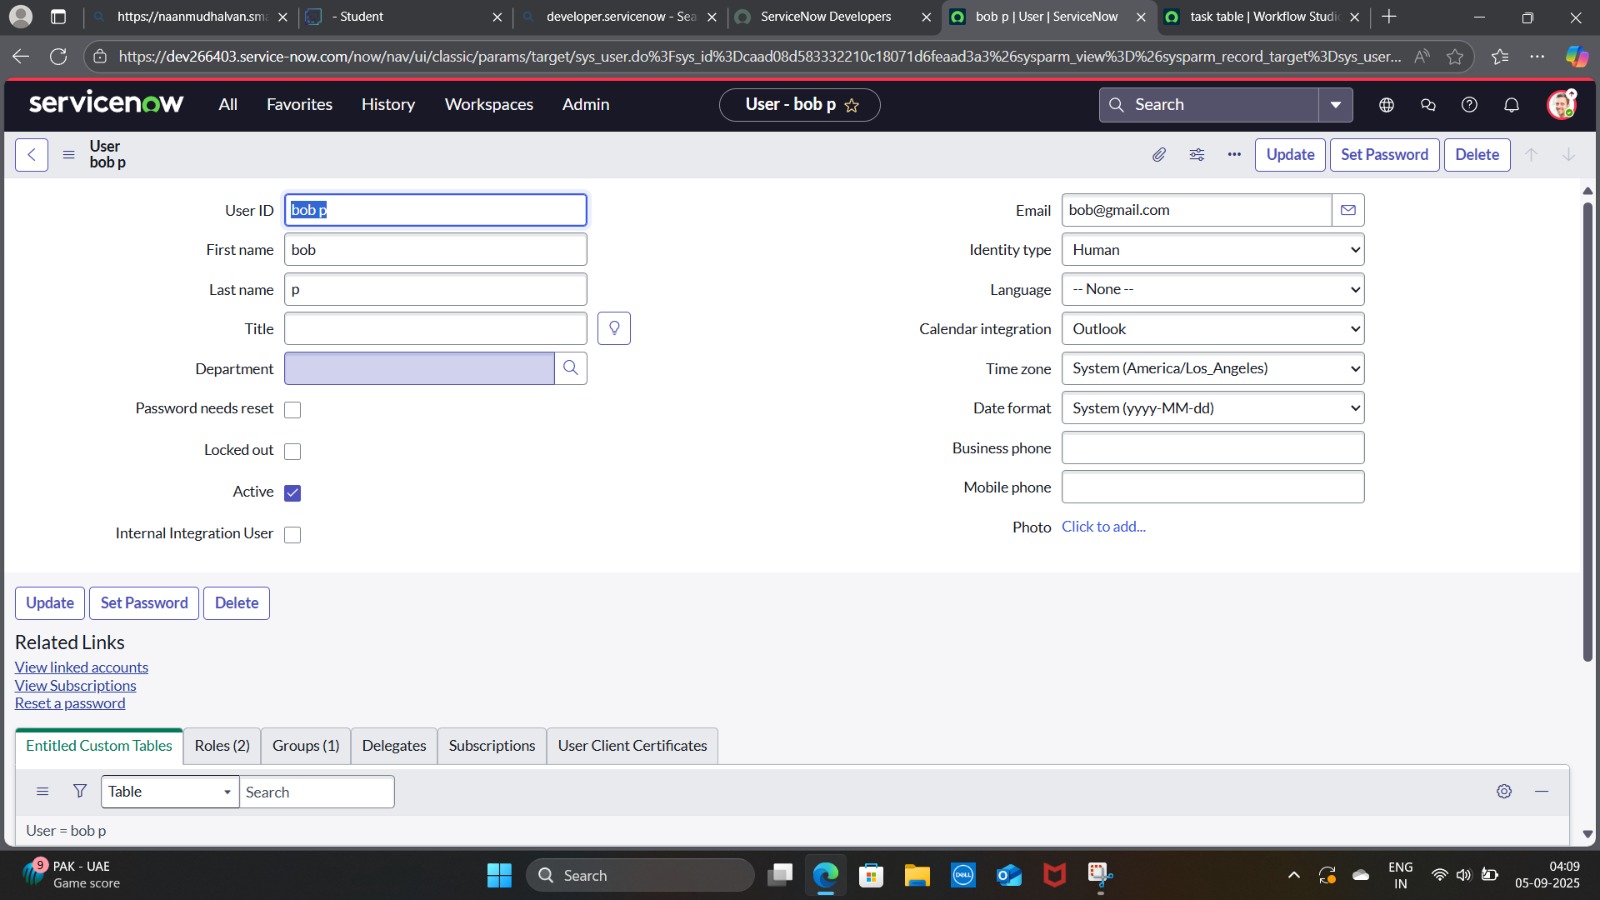 https://naanmudhalvan.sma
- Student
developer.servicenow - Sea
ServiceNow Developers
bob p | User | ServiceNow
task table | Workflow Studi
https://dev266403.service-now.com/now/nav/ui/classic/params/target/sys_user.do%3Fsys_id%3Dcaad08d583332210c18071d6feaad3a3%26sysparm_view%3D%26sysparm_record_target%3Dsys_user...
servicenow
All
Favorites
History
Workspaces
Admin
User - bob p
Search
User
bob p
Update
Set Password
Delete
User ID
bob p
First name
bob
Last name
p
Title
Department
Password needs reset
Locked out
Active
Internal Integration User
Email
bob@gmail.com
Identity type
Human
Language
-- None --
Calendar integration
Outlook
Time zone
System (America/Los_Angeles)
Date format
System (yyyy-MM-dd)
Business phone
Mobile phone
Photo
Click to add...
Update
Set Password
Delete
Related Links
View linked accounts
View Subscriptions
Reset a password
Entitled Custom Tables
Roles (2)
Groups (1)
Delegates
Subscriptions
User Client Certificates
Table
Search
User = bob p
9
PAK - UAE
Game score
Search
DELL
ENG
IN
04:09
05-09-2025